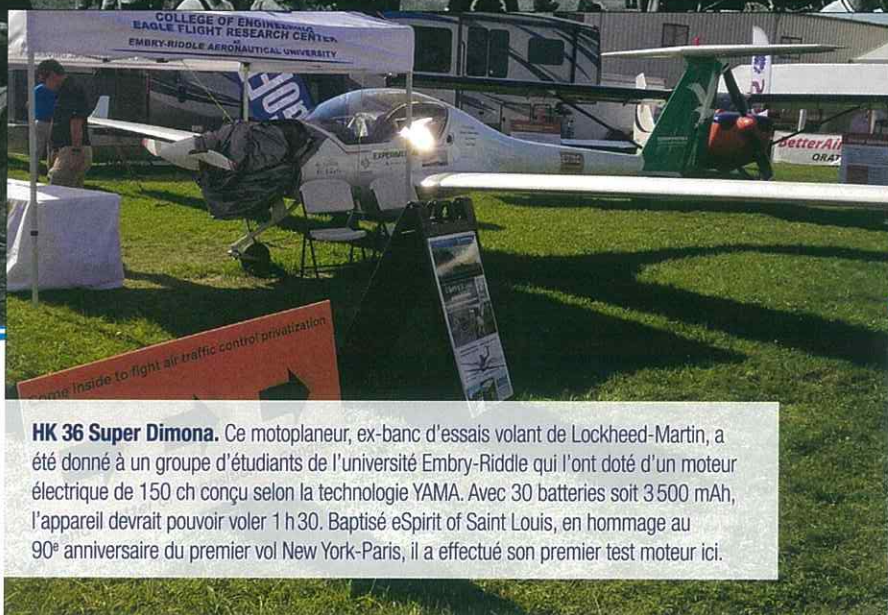 COLLEGE OF ENGINEERING
EAGLE FLIGHT RESEARCH CENTER
EMBRY-RIDDLE AERONAUTICAL UNIVERSITY
EXPERIM
BetterAi
ORAT
Come inside to fight air traffic control privatization
HK 36 Super Dimona. Ce motoplaneur, ex-banc d'essais volant de Lockheed-Martin, a
été donné à un groupe d'étudiants de l'université Embry-Riddle qui l'ont doté d'un moteur
électrique de 150 ch conçu selon la technologie YAMA. Avec 30 batteries soit 3 500 mAh,
l'appareil devrait pouvoir voler 1 h 30. Baptisé eSpirit of Saint Louis, en hommage au
90e anniversaire du premier vol New York-Paris, il a effectué son premier test moteur ici.